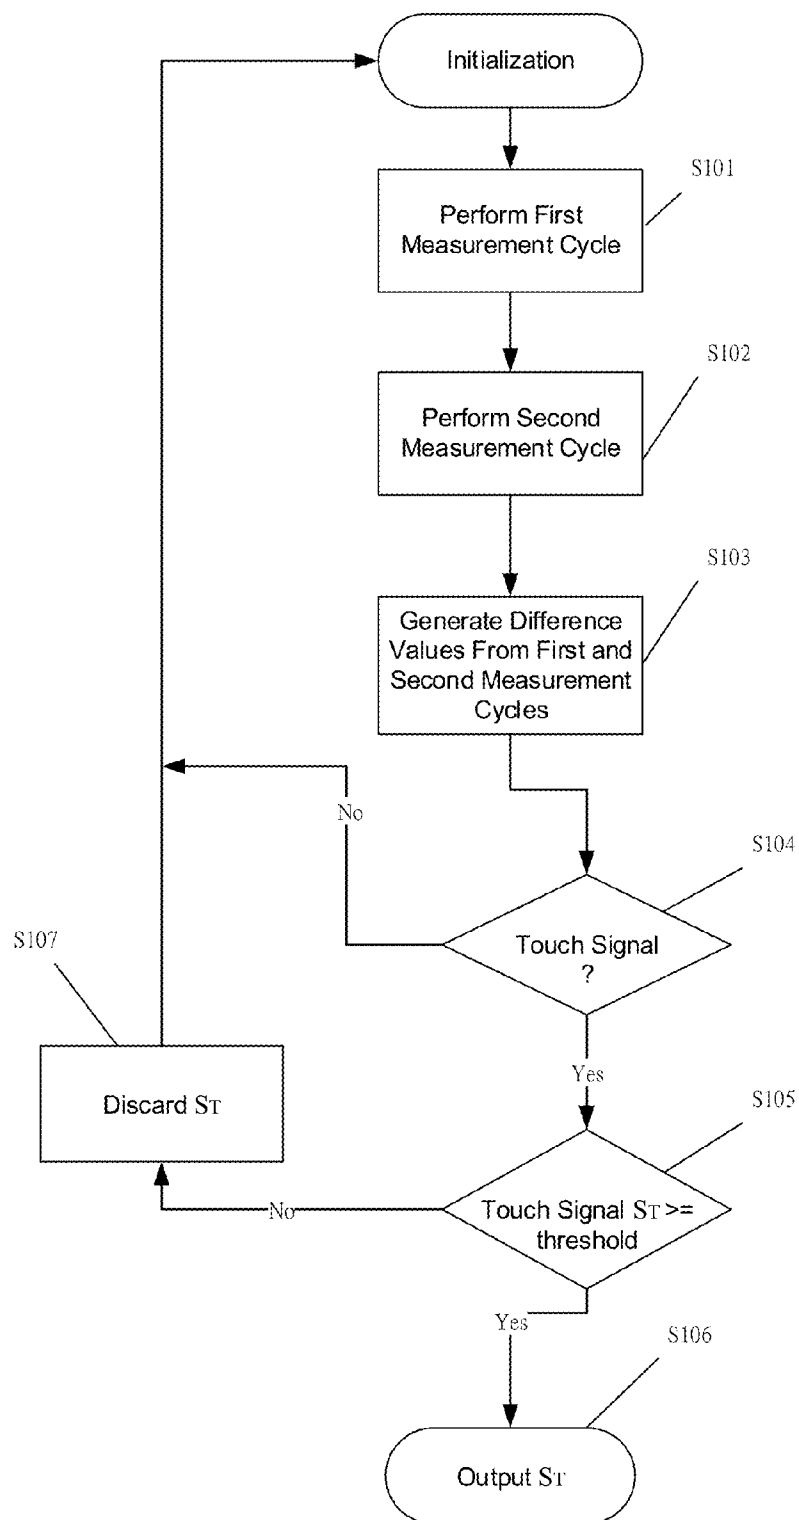 Initialization
S101
Perform First
Measurement Cycle
S102
Perform Second
Measurement Cycle
S103
Generate Difference
Values From First and
Second Measurement
Cycles
No
S104
Touch Signal
?
S107
Discard ST
Yes
S105
Touch Signal ST >=
threshold
No
Yes
S106
Output ST